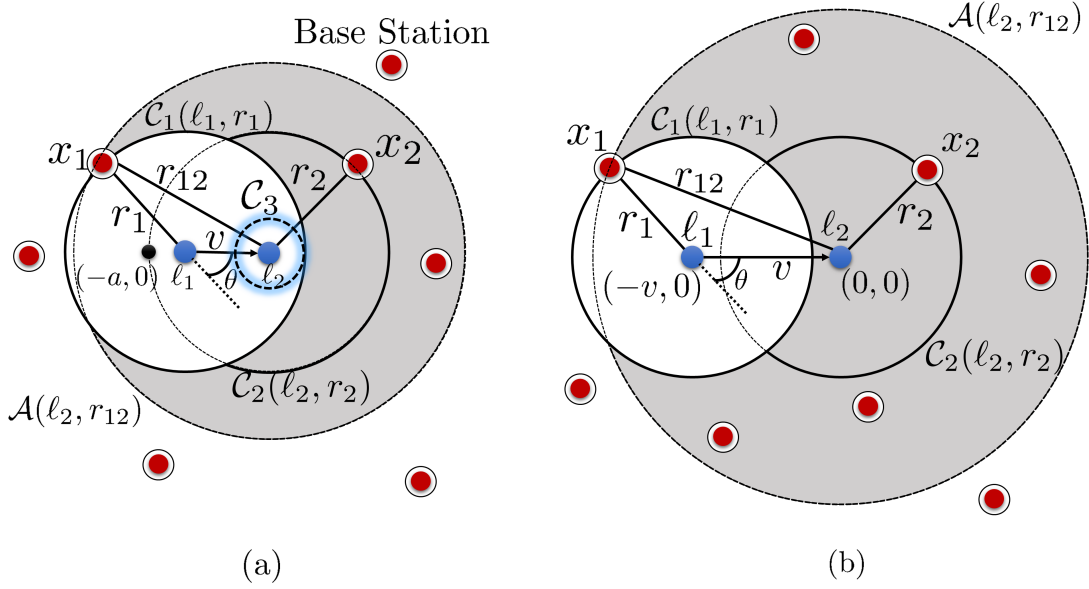 Base Station
𝒞₁(ℓ₁, r₁)
x₁
x₂
r₁₂
r₂
𝒞₃
r₁
v
(−a, 0)
ℓ₁
θ
ℓ₂
𝒞₂(ℓ₂, r₂)
𝒜(ℓ₂, r₁₂)
(a)
𝒜(ℓ₂, r₁₂)
𝒞₁(ℓ₁, r₁)
x₁
x₂
r₁₂
r₁
ℓ₁
ℓ₂
r₂
v
θ
(−v, 0)
(0, 0)
𝒞₂(ℓ₂, r₂)
(b)